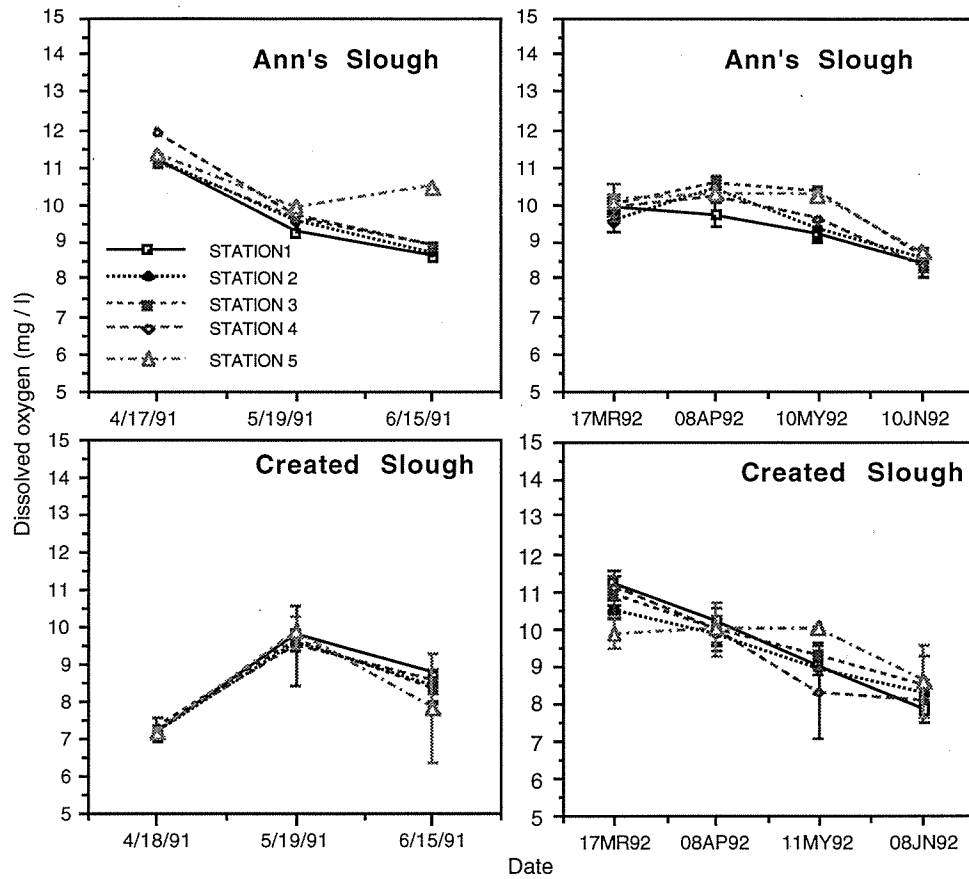 Dissolved oxygen (mg / l)
Ann's Slough
15
14
13
12
11
10
9
8
7
6
5
STATION1
STATION 2
STATION 3
STATION 4
STATION 5
4/17/91
5/19/91
6/15/91
Ann's Slough
15
14
13
12
11
10
9
8
7
6
5
17MR92
08AP92
10MY92
10JN92
Created Slough
15
14
13
12
11
10
9
8
7
6
5
4/18/91
5/19/91
6/15/91
Created Slough
15
14
13
12
11
10
9
8
7
6
5
17MR92
08AP92
11MY92
08JN92
Date